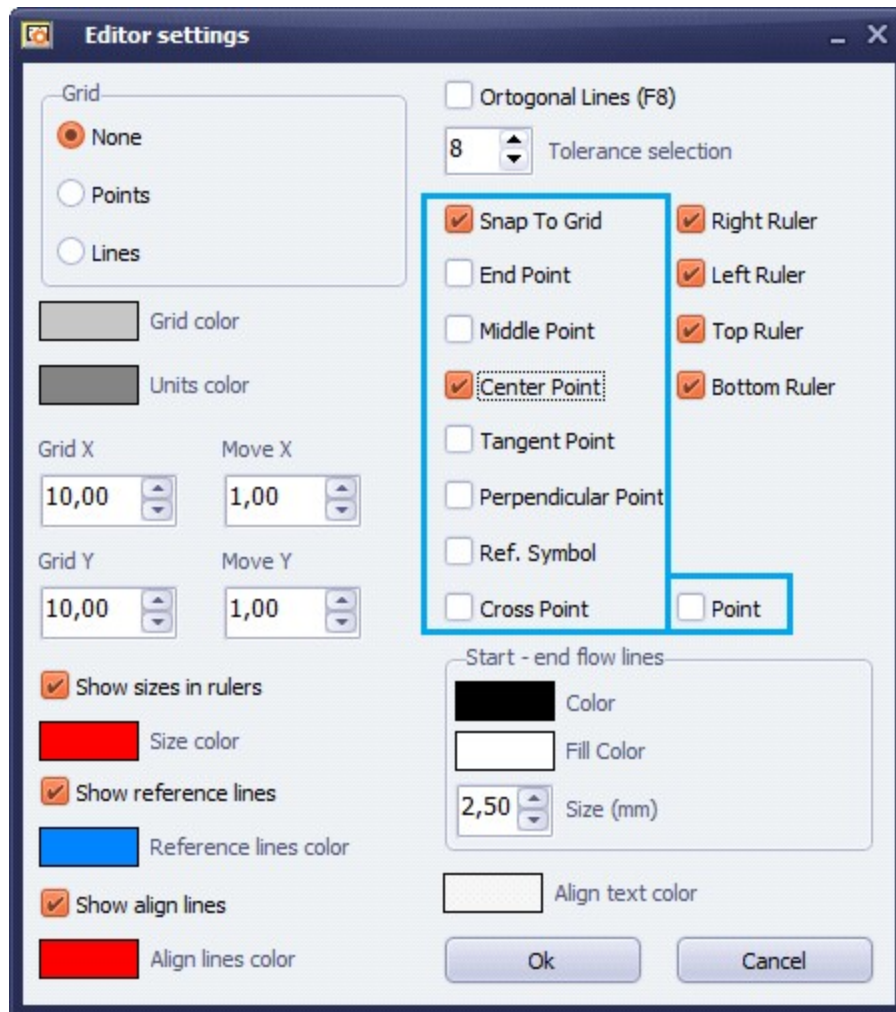 Editor settings
Grid
None
Points
Lines
Grid color
Units color
Grid X Move X
10,00 1,00
Grid Y Move Y
10,00 1,00
Show sizes in rulers
Size color
Show reference lines
Reference lines color
Show align lines
Align lines color
Ortogonal Lines (F8)
8 Tolerance selection
Snap To Grid Right Ruler
End Point Left Ruler
Middle Point Top Ruler
Center Point Bottom Ruler
Tangent Point
Perpendicular Point
Ref. Symbol
Cross Point Point
Start - end flow lines
Color
Fill Color
2,50 Size (mm)
Align text color
Ok Cancel